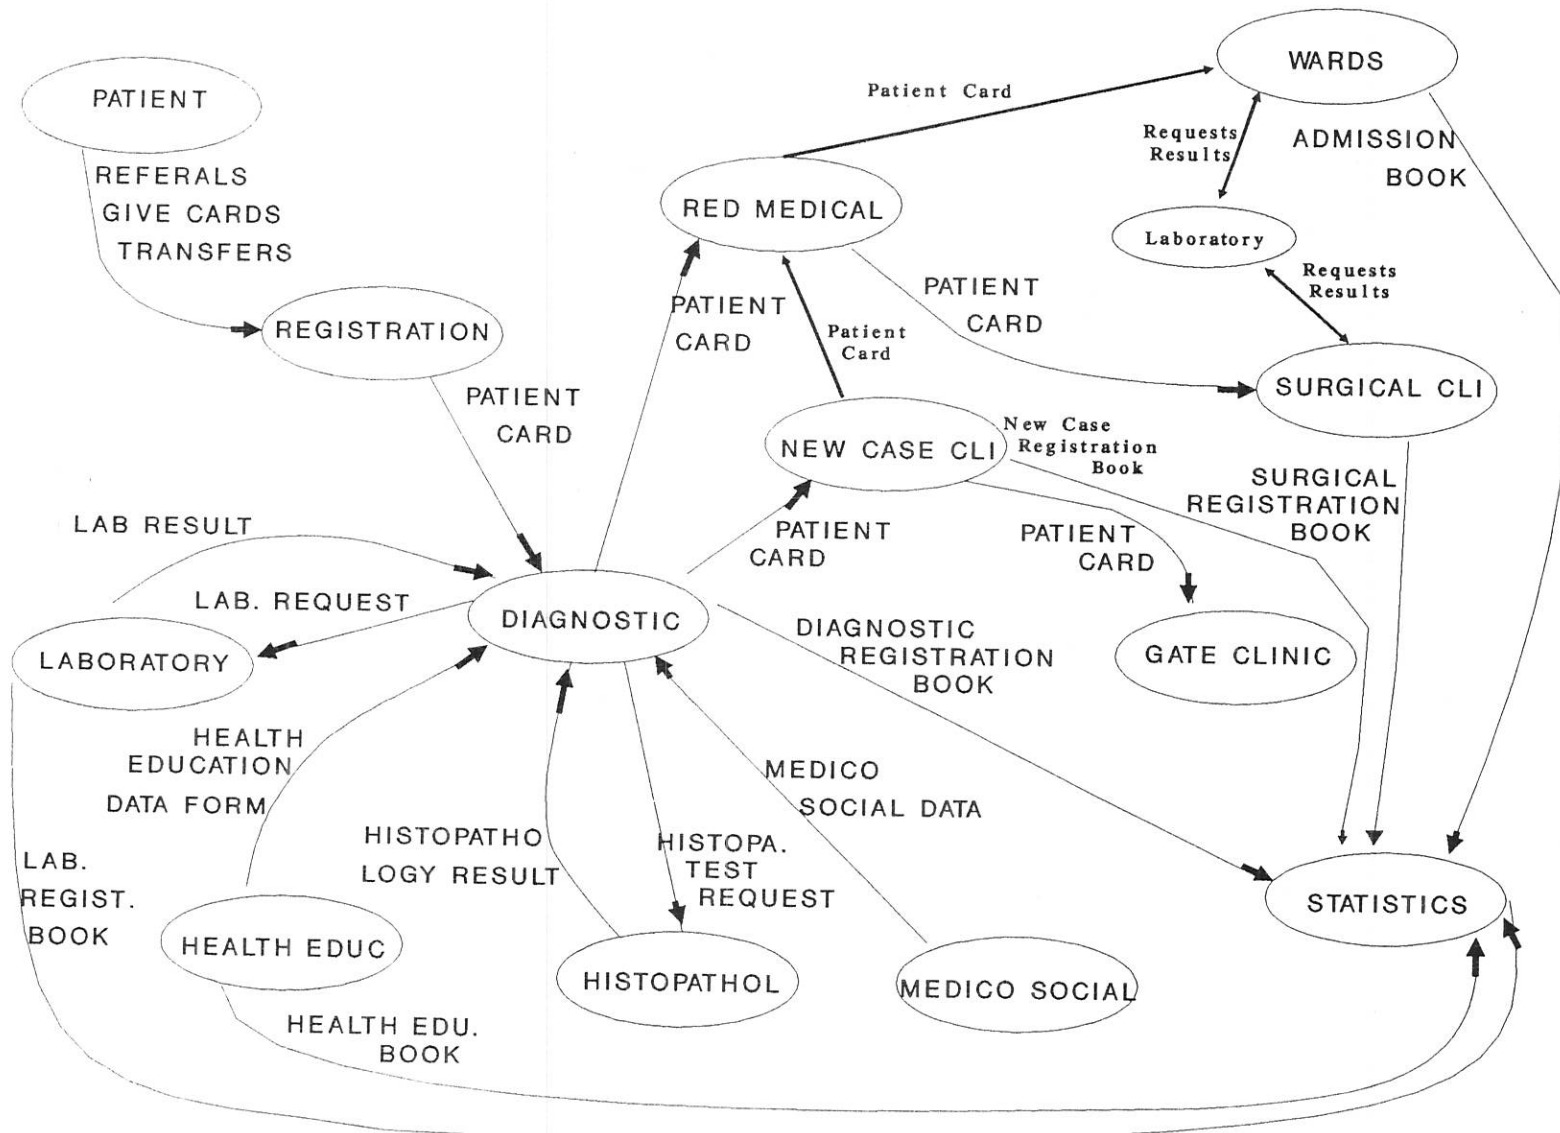 WARDS
PATIENT
Patient Card
REFERALS
GIVE CARDS
TRANSFERS
Requests
Results
ADMISSION
BOOK
RED MEDICAL
Laboratory
Requests
Results
REGISTRATION
PATIENT
CARD
PATIENT
CARD
Patient
Card
SURGICAL CLI
PATIENT
CARD
NEW CASE CLI
New Case
Registration
Book
SURGICAL
REGISTRATION
BOOK
LAB RESULT
PATIENT
CARD
PATIENT
CARD
LAB. REQUEST
DIAGNOSTIC
LABORATORY
DIAGNOSTIC
REGISTRATION
BOOK
GATE CLINIC
HEALTH
EDUCATION
DATA FORM
MEDICO
SOCIAL DATA
HISTOPATHO
LOGY RESULT
HISTOPA.
TEST
REQUEST
LAB.
REGIST.
BOOK
STATISTICS
HEALTH EDUC
HISTOPATHOL
MEDICO SOCIAL
HEALTH EDU.
BOOK